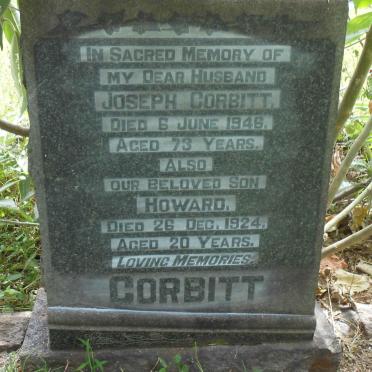 IN SACRED MEMORY OF
MY DEAR HUSBAND
JOSEPH CORBITT,
DIED 6 JUNE 1946,
AGED 73 YEARS.
ALSO
OUR BELOVED SON
HOWARD,
DIED 26 DEC. 1924,
AGED 20 YEARS.
LOVING MEMORIES.
CORBITT